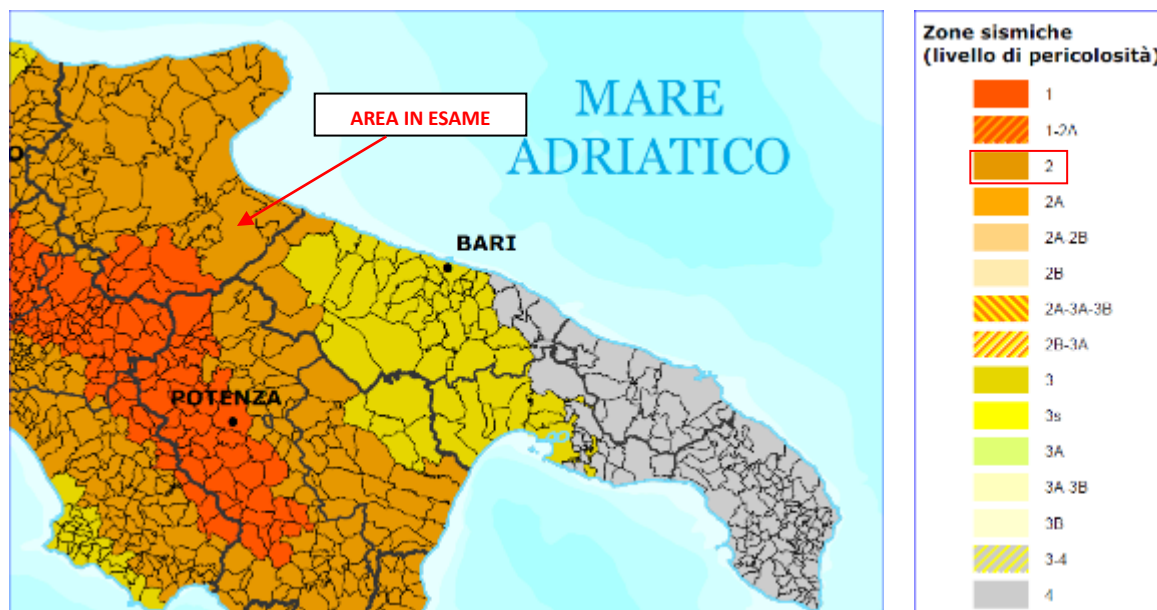 AREA IN ESAME
MARE
ADRIATICO
BARI
POTENZA
O
Zone sismiche
(livello di pericolosità)
1
1-2A
2
2A
2A-2B
2B
2A-3A-3B
2B-3A
3
3s
3A
3A-3B
3B
3-4
4